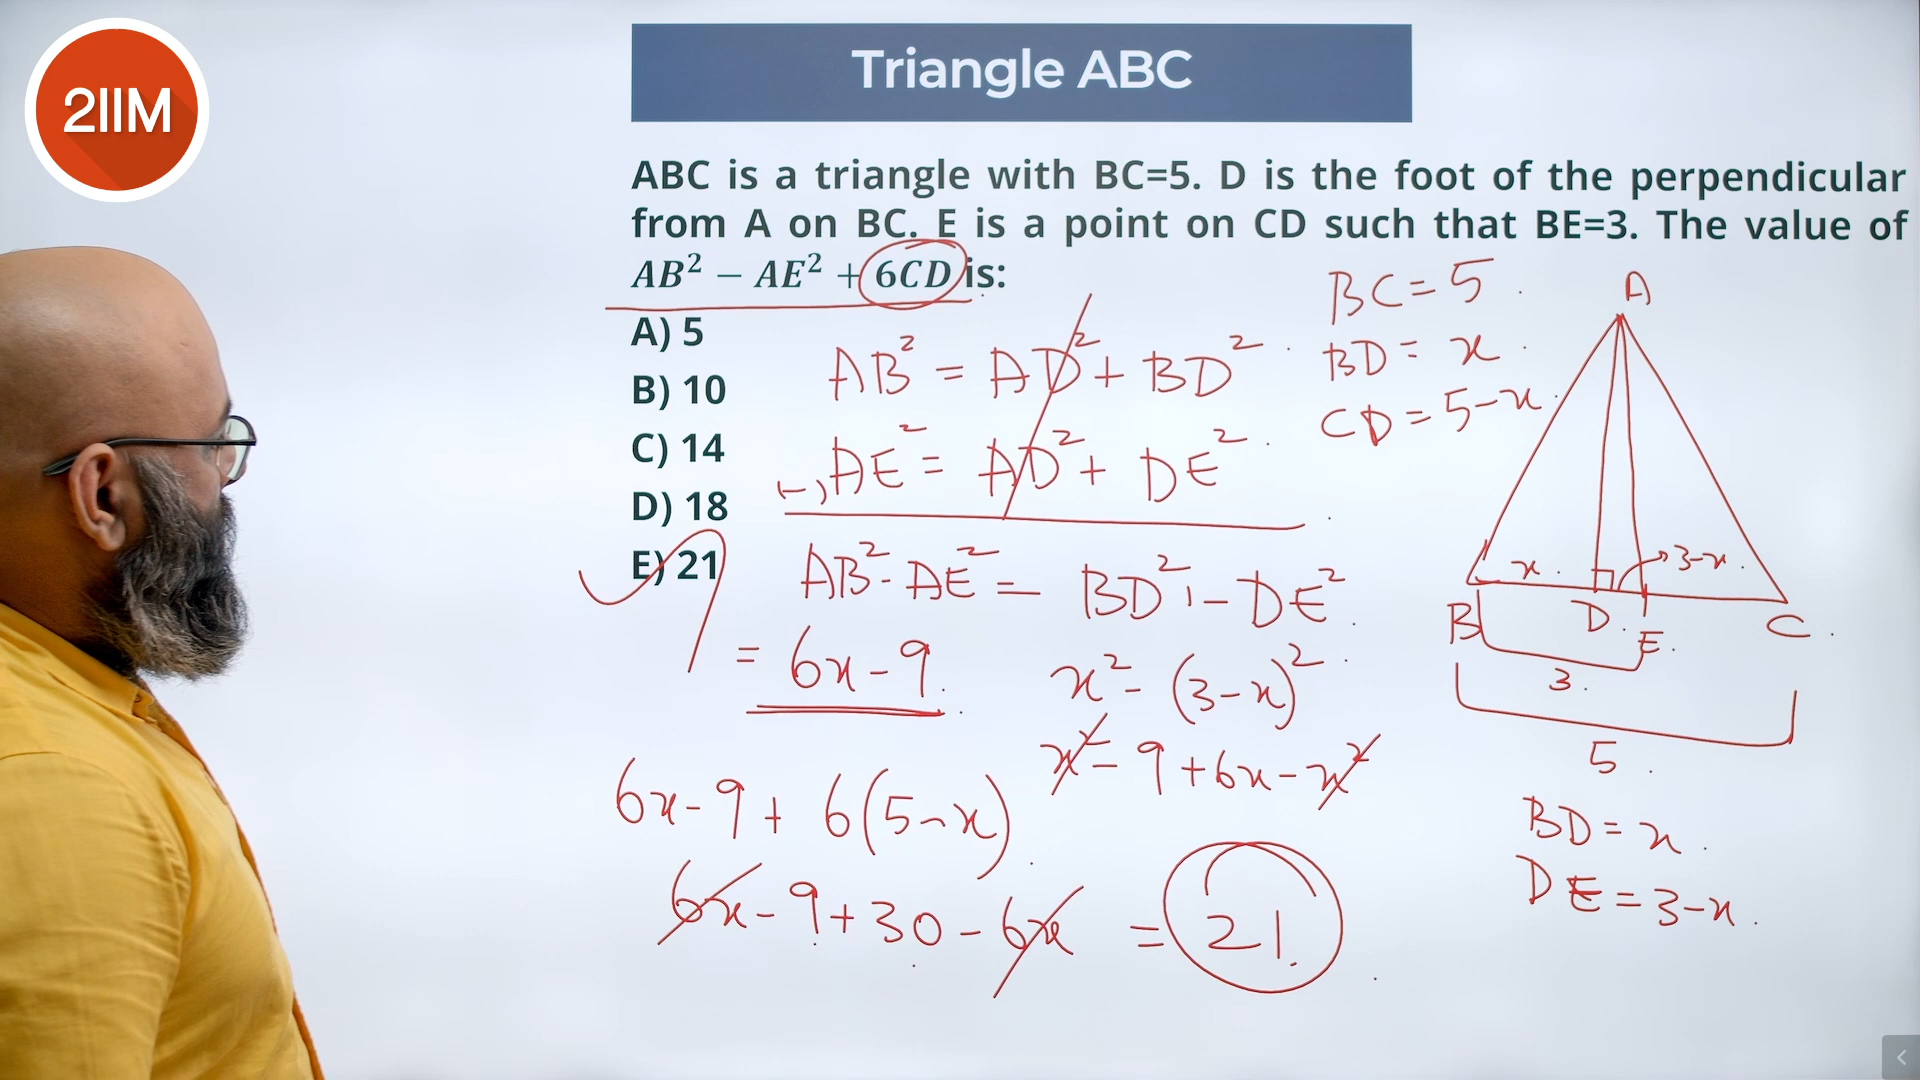 2IIM
Triangle ABC
ABC is a triangle with BC=5. D is the foot of the perpendicular
from A on BC. E is a point on CD such that BE=3. The value of
AB² − AE² + 6CD is:
A) 5
B) 10
C) 14
D) 18
E) 21
AB² = AD² + BD²
(-) AE² = AD² + DE²
AB² - AE² = BD² - DE²
= 6x - 9
x² - (3-x)²
x² - 9 + 6x - x²
6x - 9 + 6(5-x)
6x - 9 + 30 - 6x = 21
BC = 5
BD = x
CD = 5-x
A
x
3-x
B
D
E
C
3
5
BD = x
DE = 3-x